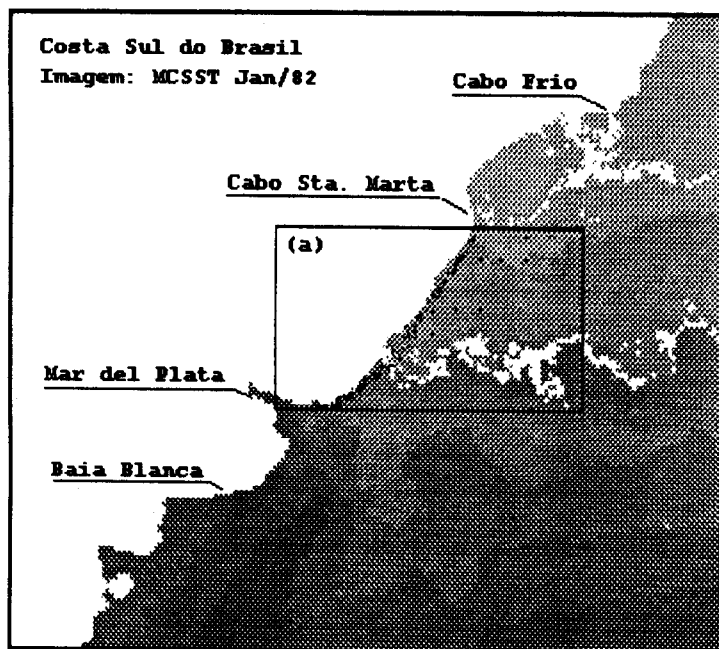 Costa Sul do Brasil
Imagem: MCSST Jan/82
Cabo Frio
Cabo Sta. Marta
(a)
Mar del Plata
Baia Blanca